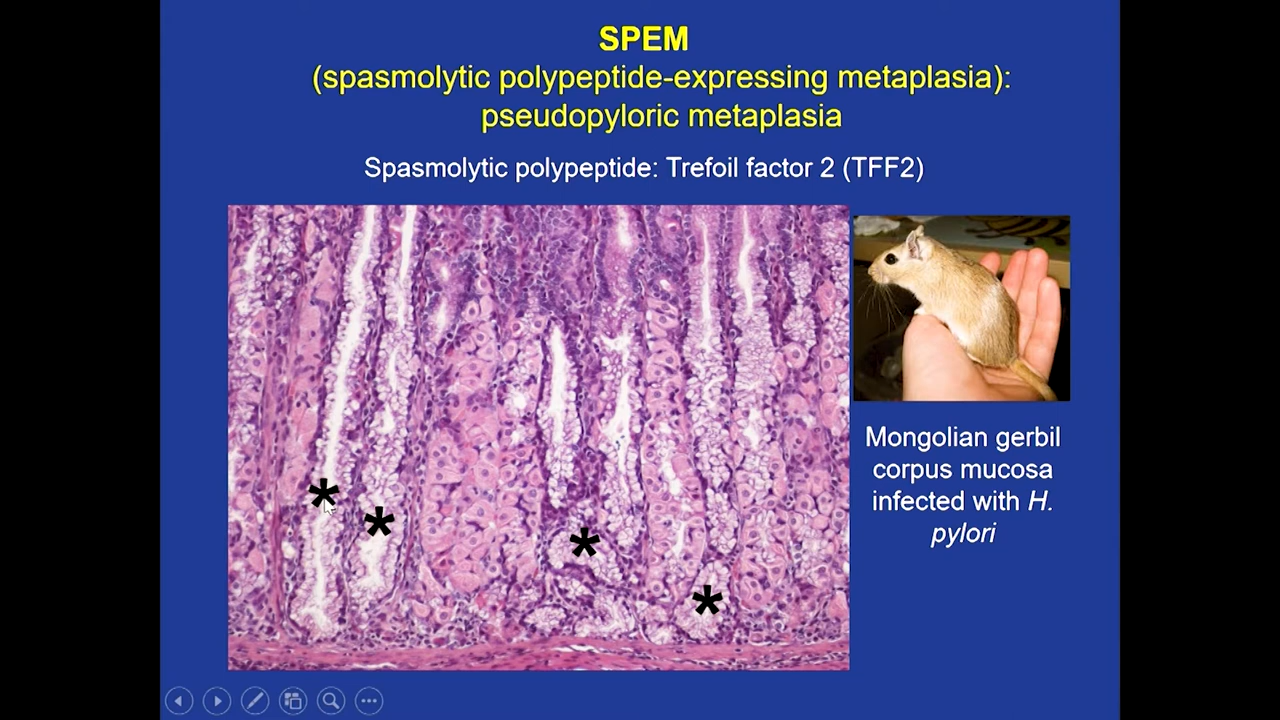 SPEM
(spasmolytic polypeptide-expressing metaplasia):
pseudopyloric metaplasia
Spasmolytic polypeptide: Trefoil factor 2 (TFF2)
*
*
*
*
Mongolian gerbil
corpus mucosa
infected with H.
pylori